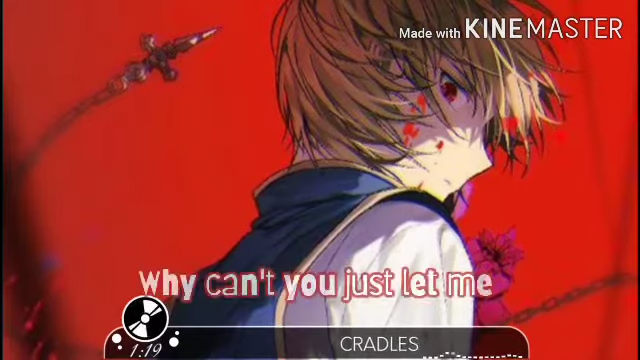 Made with KINEMASTER
Why can't you just let me
CRADLES
1:19